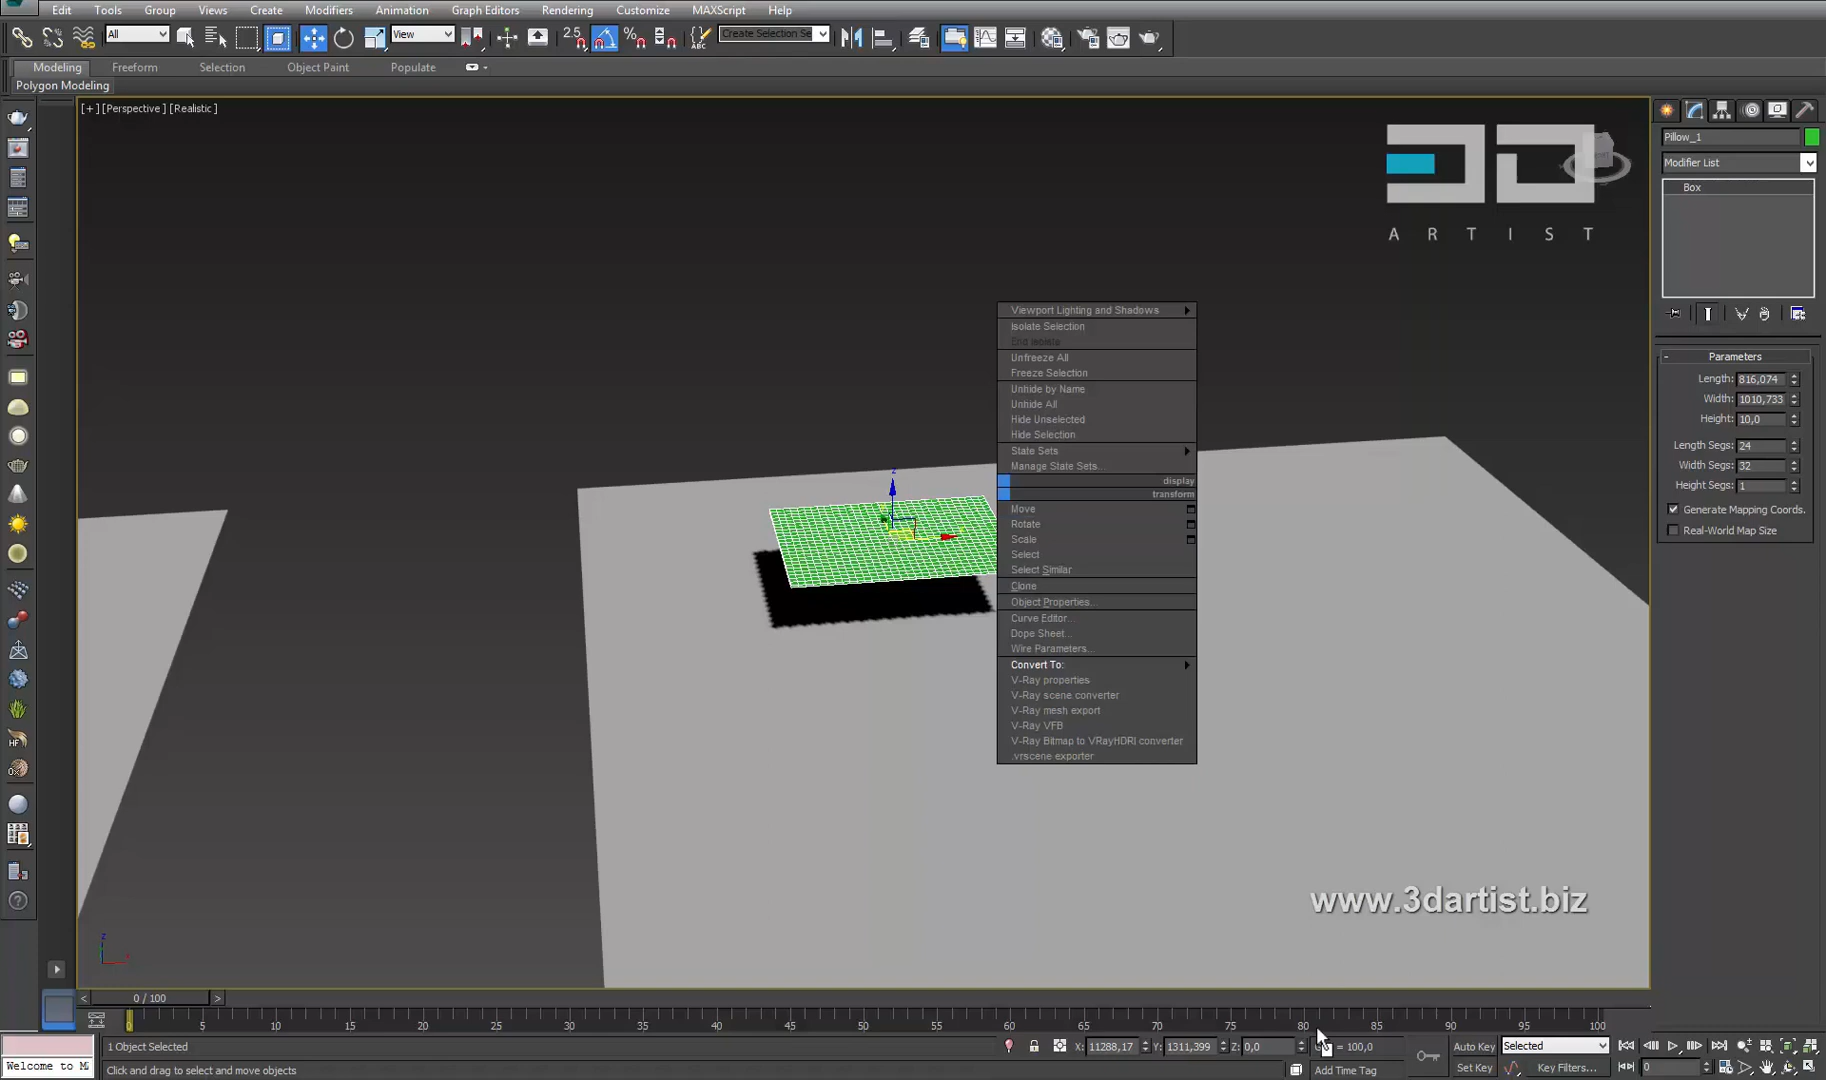 Edit Tools Group Views Create Modifiers Animation Graph Editors Rendering Customize MAXScript Help
All View 2.5 % ABC Create Selection Se
Modeling Freeform Selection Object Paint Populate
Polygon Modeling
[+][Perspective][Realistic]
3D
ARTIST
Pillow_1
Modifier List
Box
Parameters
Length: 816,074
Width: 1010,733
Height: 10,0
Length Segs: 24
Width Segs: 32
Height Segs: 1
Generate Mapping Coords.
Real-World Map Size
Viewport Lighting and Shadows
Isolate Selection
End Isolate
Unfreeze All
Freeze Selection
Unhide by Name
Unhide All
Hide Unselected
Hide Selection
State Sets
Manage State Sets...
display
transform
Move
Rotate
Scale
Select
Select Similar
Clone
Object Properties...
Curve Editor...
Dope Sheet...
Wire Parameters...
Convert To:
V-Ray properties
V-Ray scene converter
V-Ray mesh export
V-Ray VFB
V-Ray Bitmap to VRayHDRI converter
.vrscene exporter
z
HF
www.3dartist.biz
z
< 0 / 100 >
0 5 10 15 20 25 30 35 40 45 50 55 60 65 70 75 80 85 90 95 100
1 Object Selected X: 11288,17 Y: 1311,399 Z: 0,0 = 100,0 Auto Key Selected
Welcome to M Click and drag to select and move objects Add Time Tag Set Key Key Filters... 0